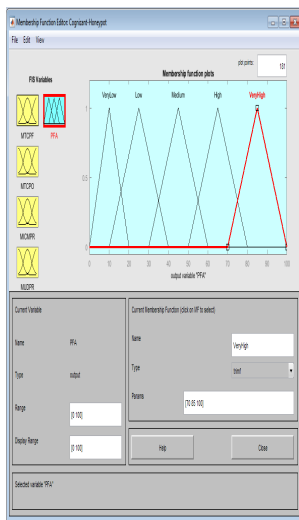 Membership Function Editor: Cognizant-Honeypot
File Edit View
FIS Variables
MTCPF
PFA
MTCPO
MICMPR
MUDPR
plot points: 181
Membership function plots
VeryLow Low Medium High VeryHigh
1
0.5
0
0 10 20 30 40 50 60 70 80 90 100
output variable "PFA"
Current Variable
Name PFA
Type output
Range [0 100]
Display Range [0 100]
Current Membership Function (click on MF to select)
Name VeryHigh
Type trimf
Params [70 85 100]
Help Close
Selected variable "PFA"